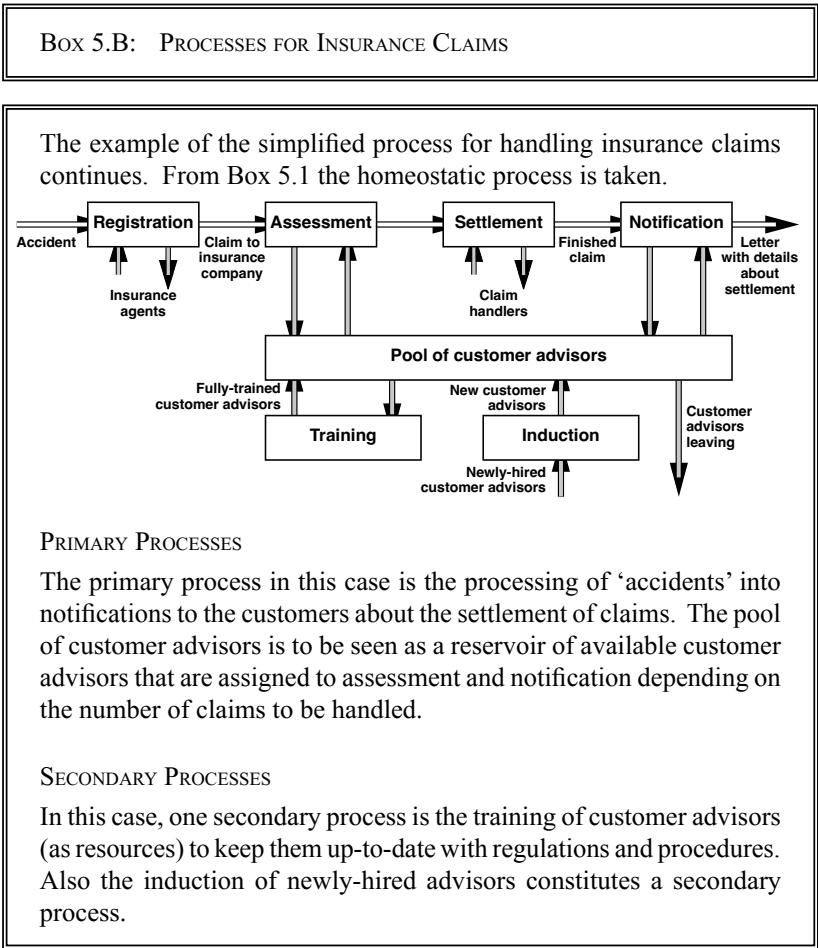 Box 5.B: Processes for Insurance Claims
The example of the simplified process for handling insurance claims
continues. From Box 5.1 the homeostatic process is taken.
Registration
Assessment
Settlement
Notification
Accident
Claim to
insurance
company
Finished
claim
Letter
with details
about
settlement
Insurance
agents
Claim
handlers
Pool of customer advisors
Fully-trained
customer advisors
New customer
advisors
Customer
advisors
leaving
Training
Induction
Newly-hired
customer advisors
Primary Processes
The primary process in this case is the processing of ‘accidents’ into
notifications to the customers about the settlement of claims. The pool
of customer advisors is to be seen as a reservoir of available customer
advisors that are assigned to assessment and notification depending on
the number of claims to be handled.
Secondary Processes
In this case, one secondary process is the training of customer advisors
(as resources) to keep them up-to-date with regulations and procedures.
Also the induction of newly-hired advisors constitutes a secondary
process.